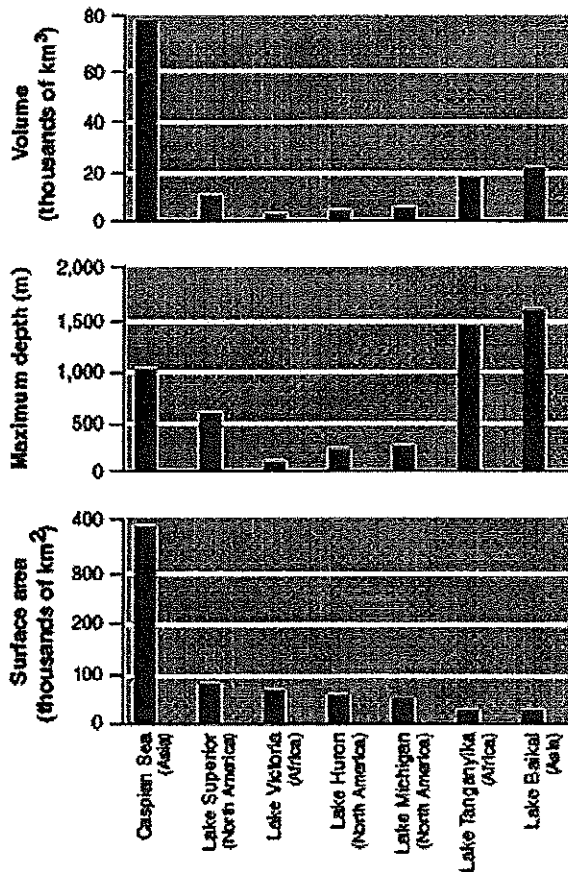 Volume
(thousands of km³)
80
60
40
20
0
Maximum depth (m)
2,000
1,500
1,000
500
0
Surface area
(thousands of km²)
400
300
200
100
0
Caspian Sea
(Asia)
Lake Superior
(North America)
Lake Victoria
(Africa)
Lake Huron
(North America)
Lake Michigan
(North America)
Lake Tanganyika
(Africa)
Lake Baikal
(Asia)